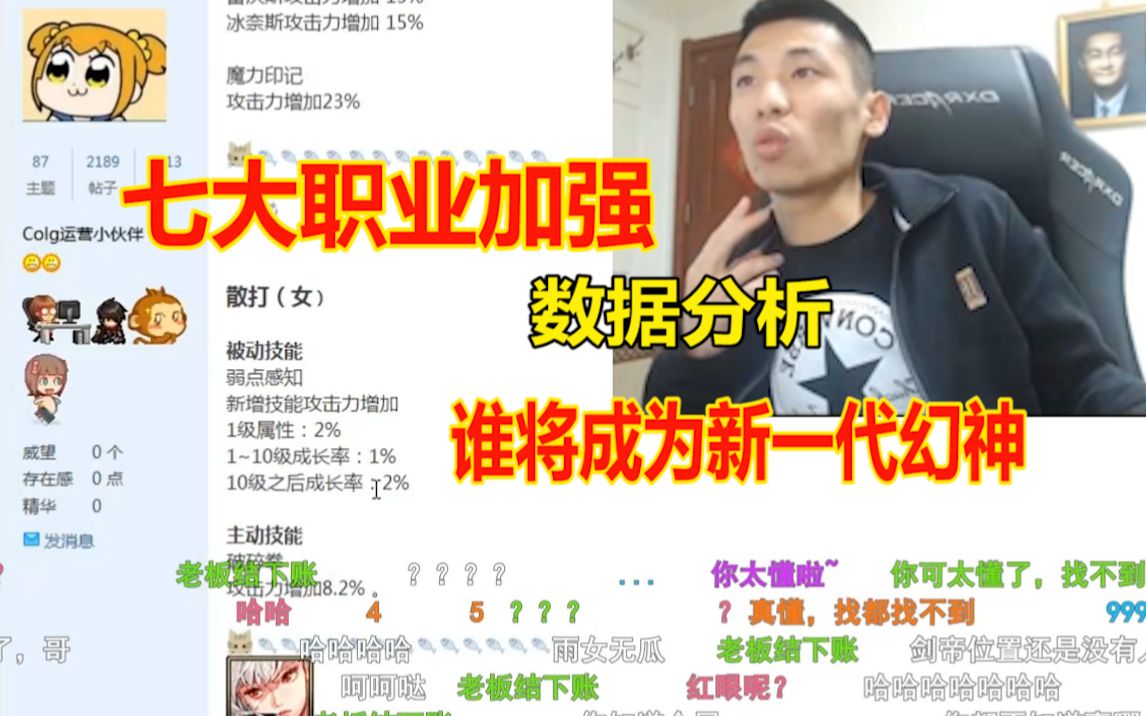 冰奈斯攻击力增加 15%
魔力印记
攻击力增加23%
87
2189
13
主题
帖子
七大职业加强
Colg运营小伙伴
散打（女）
数据分析
被动技能
弱点感知
新增技能攻击力增加
1级属性：2%
1~10级成长率：1%
10级之后成长率：2%
谁将成为新一代幻神
威望 0 个
存在感 0 点
精华 0
发消息
主动技能
破碎拳
攻击力增加8.2% 。
?
老板结下账
? ? ? ?
...
你太懂啦~
你可太懂了，找不到
哈哈
4
5
? ? ?
? 真懂，找都找不到
999
了，哥
哈哈哈哈
雨女无瓜
老板结下账
剑帝位置还是没有
呵呵哒
老板结下账
红眼呢?
哈哈哈哈哈哈哈
DXRACER
DXRACER